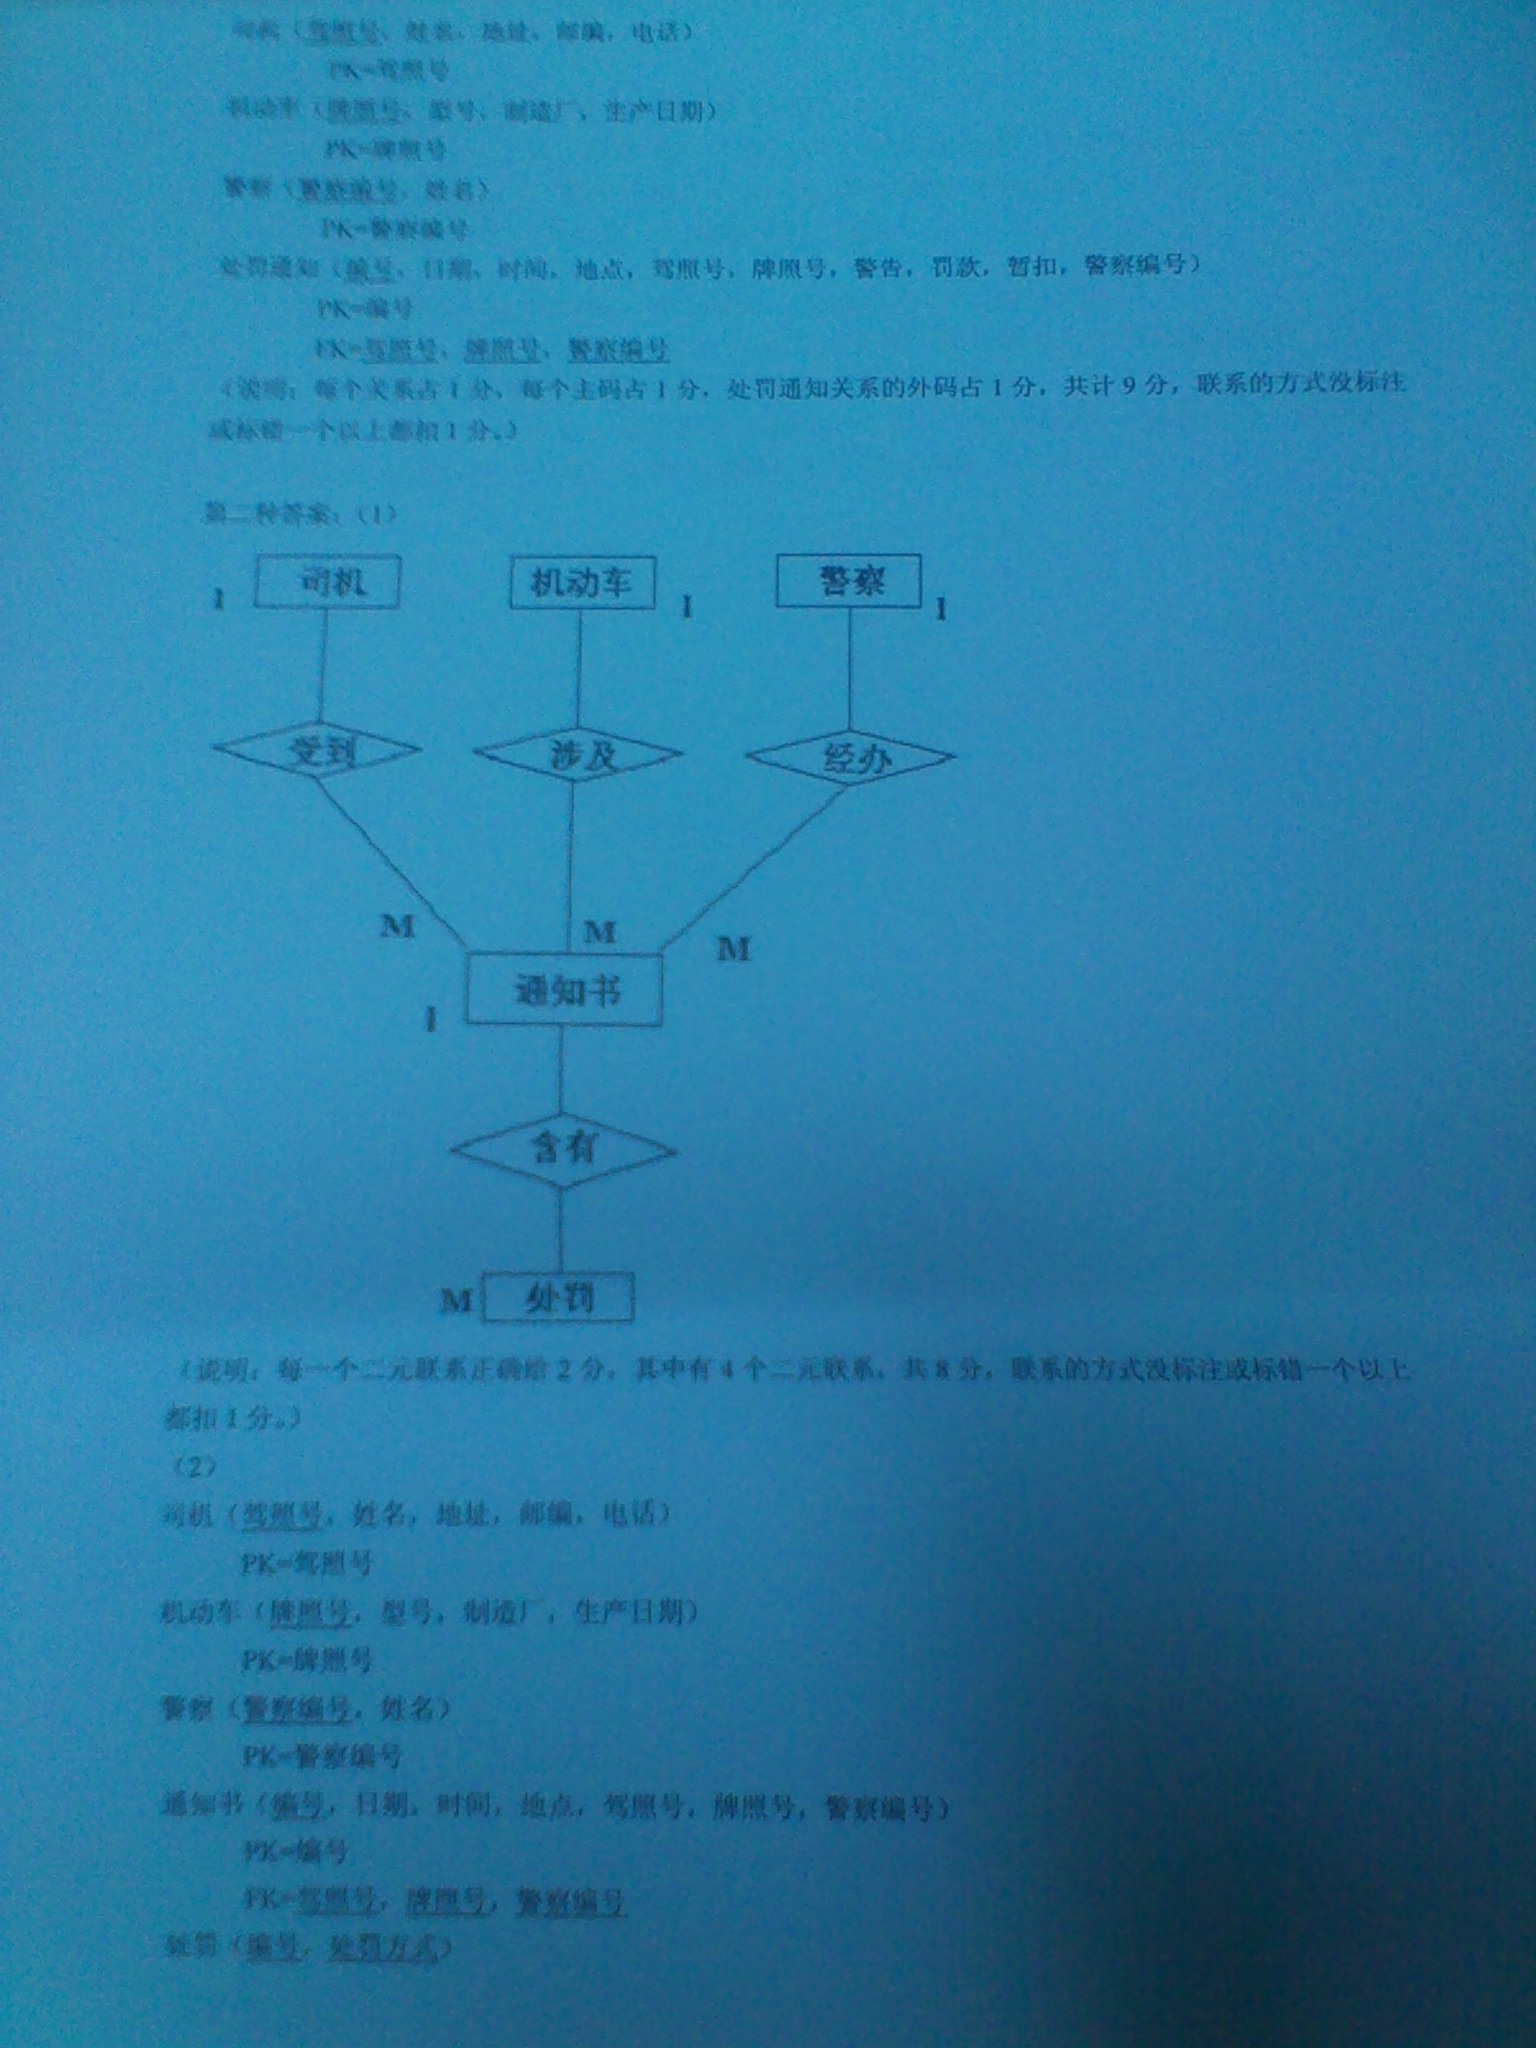 司机（驾照号，姓名，地址，邮编，电话）
PK=驾照号
机动车（牌照号，型号，制造厂，生产日期）
PK=牌照号
警察（警察编号，姓名）
PK=警察编号
处罚通知（编号，日期，时间，地点，驾照号，牌照号，警告，罚款，暂扣，警察编号）
PK=编号
FK=驾照号，牌照号，警察编号
（说明：每个关系占1分，每个主码占1分，处罚通知关系的外码占1分，共计9分，联系的方式没标注
或标错一个以上都扣1分。）
第二种答案：（1）
1 司机 机动车 1 警察 1
受到 涉及 经办
M M M
通知书
1
含有
M 处罚
（说明：每一个二元联系正确给2分，其中有4个二元联系，共8分，联系的方式没标注或标错一个以上
都扣1分。）
（2）
司机（驾照号，姓名，地址，邮编，电话）
PK=驾照号
机动车（牌照号，型号，制造厂，生产日期）
PK=牌照号
警察（警察编号，姓名）
PK=警察编号
通知书（编号，日期，时间，地点，驾照号，牌照号，警察编号）
PK=编号
FK=驾照号，牌照号，警察编号
处罚（编号，处罚方式）